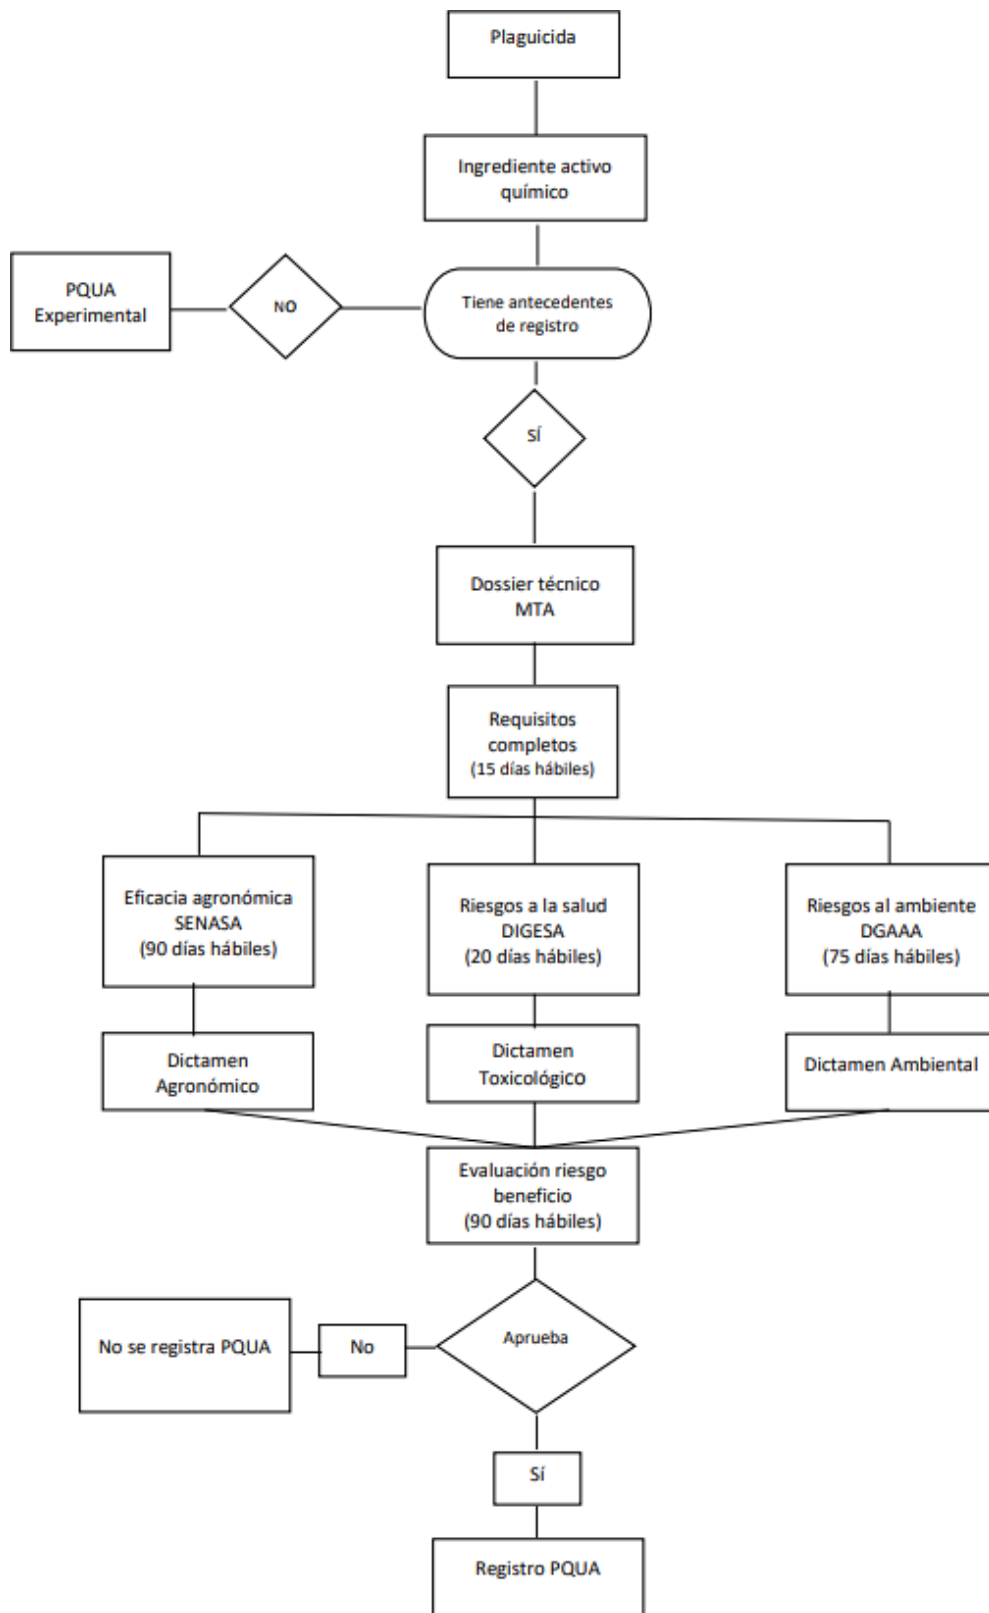 Plaguicida
Ingrediente activo
químico
PQUA
Experimental
NO
Tiene antecedentes
de registro
SÍ
Dossier técnico
MTA
Requisitos
completos
(15 días hábiles)
Eficacia agronómica
SENASA
(90 días hábiles)
Riesgos a la salud
DIGESA
(20 días hábiles)
Riesgos al ambiente
DGAAA
(75 días hábiles)
Dictamen
Agronómico
Dictamen
Toxicológico
Dictamen Ambiental
Evaluación riesgo
beneficio
(90 días hábiles)
No se registra PQUA
No
Aprueba
Sí
Registro PQUA